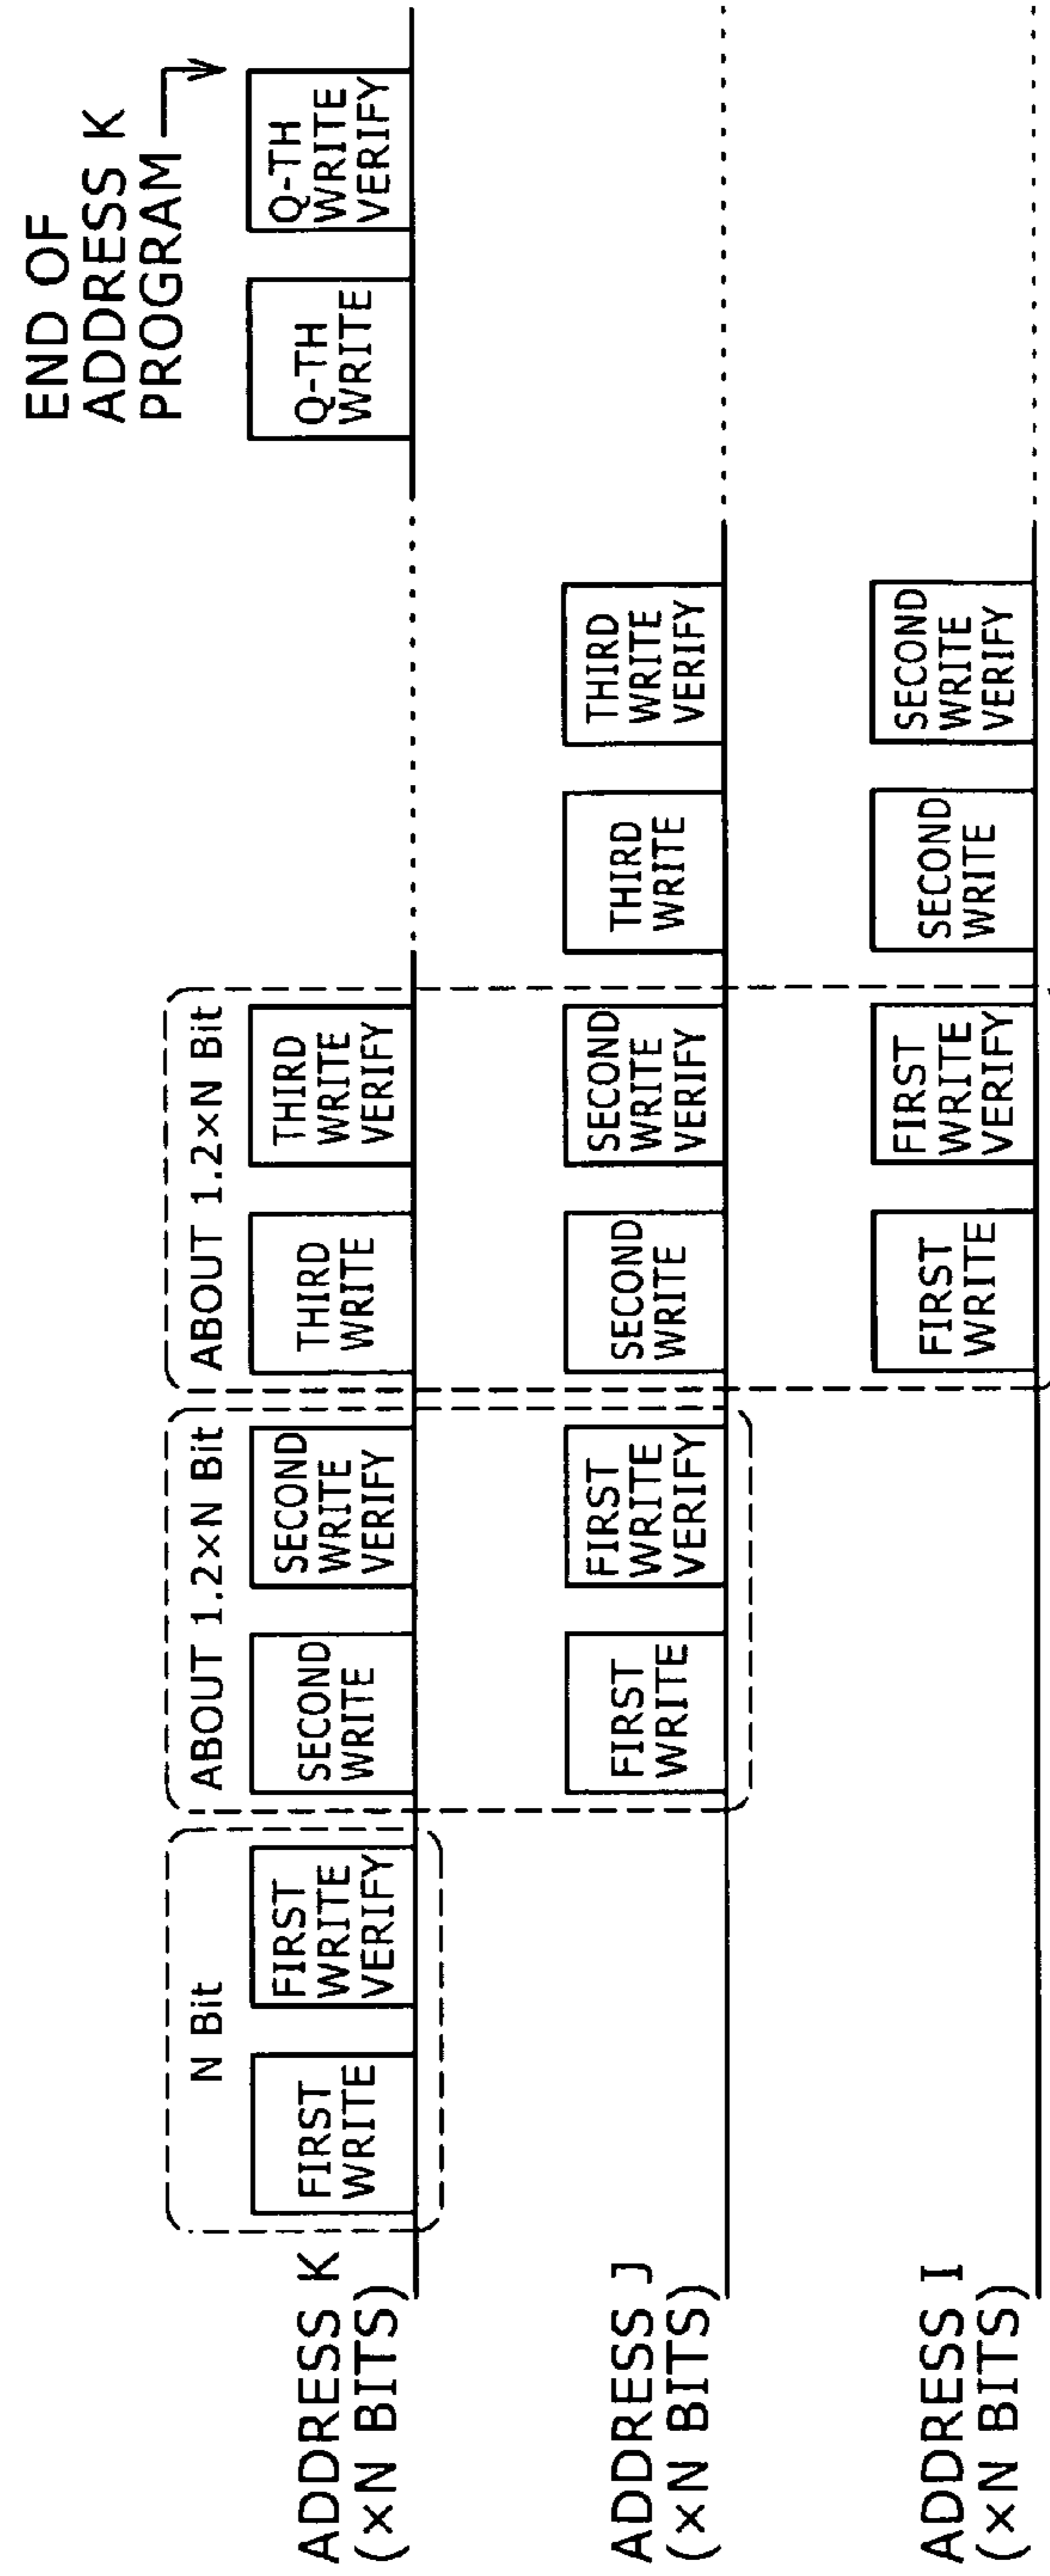 END OF
ADDRESS K
PROGRAM
N Bit
ABOUT 1.2×N Bit
ABOUT 1.2×N Bit
ADDRESS K
(×N BITS)
FIRST
WRITE
FIRST
WRITE
VERIFY
SECOND
WRITE
SECOND
WRITE
VERIFY
THIRD
WRITE
THIRD
WRITE
VERIFY
Q-TH
WRITE
Q-TH
WRITE
VERIFY
ADDRESS J
(×N BITS)
FIRST
WRITE
FIRST
WRITE
VERIFY
SECOND
WRITE
SECOND
WRITE
VERIFY
THIRD
WRITE
THIRD
WRITE
VERIFY
ADDRESS I
(×N BITS)
FIRST
WRITE
FIRST
WRITE
VERIFY
SECOND
WRITE
SECOND
WRITE
VERIFY